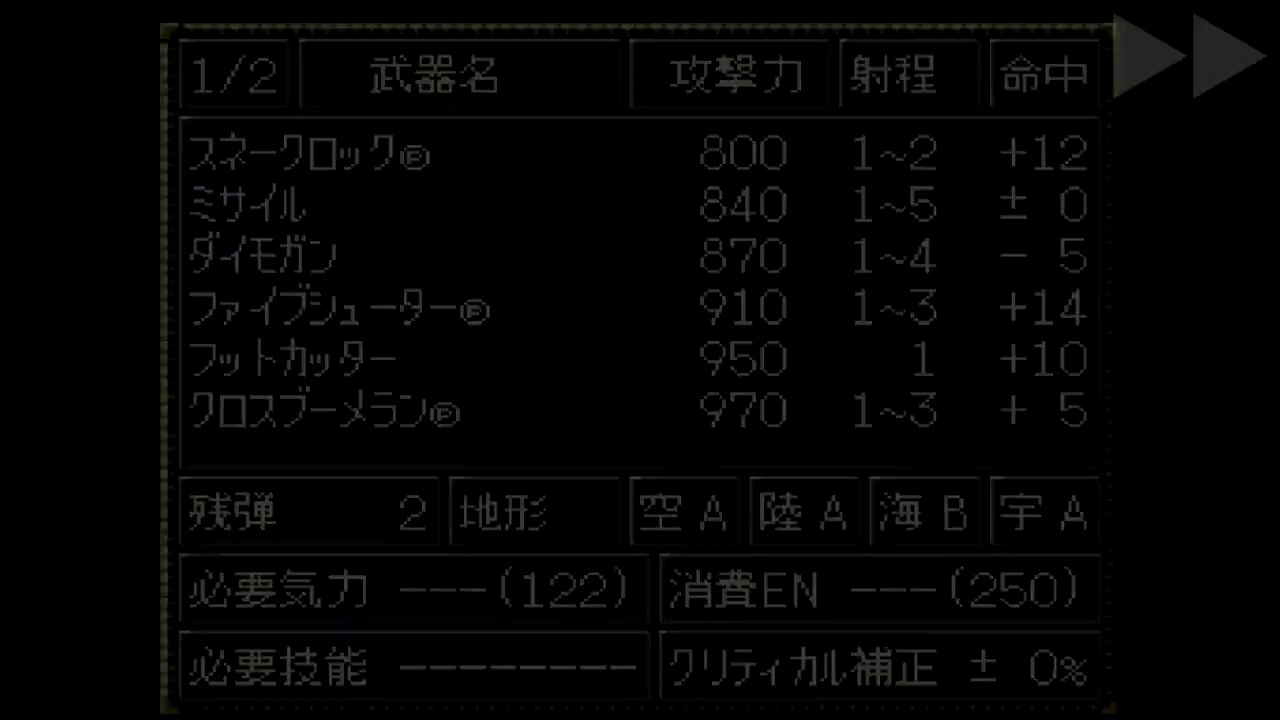 1/2 武器名 攻撃力 射程 命中
スネークロックⓅ 800 1~2 +12
ミサイル 840 1~5 ± 0
ダイモガン 870 1~4 - 5
ファイブシューターⓅ 910 1~3 +14
フットカッター 950 1 +10
クロスブーメランⓅ 970 1~3 + 5
残弾 2 地形 空 A 陸 A 海 B 宇 A
必要気力 ---(122) 消費EN ---(250)
必要技能 -------- クリティカル補正 ± 0%